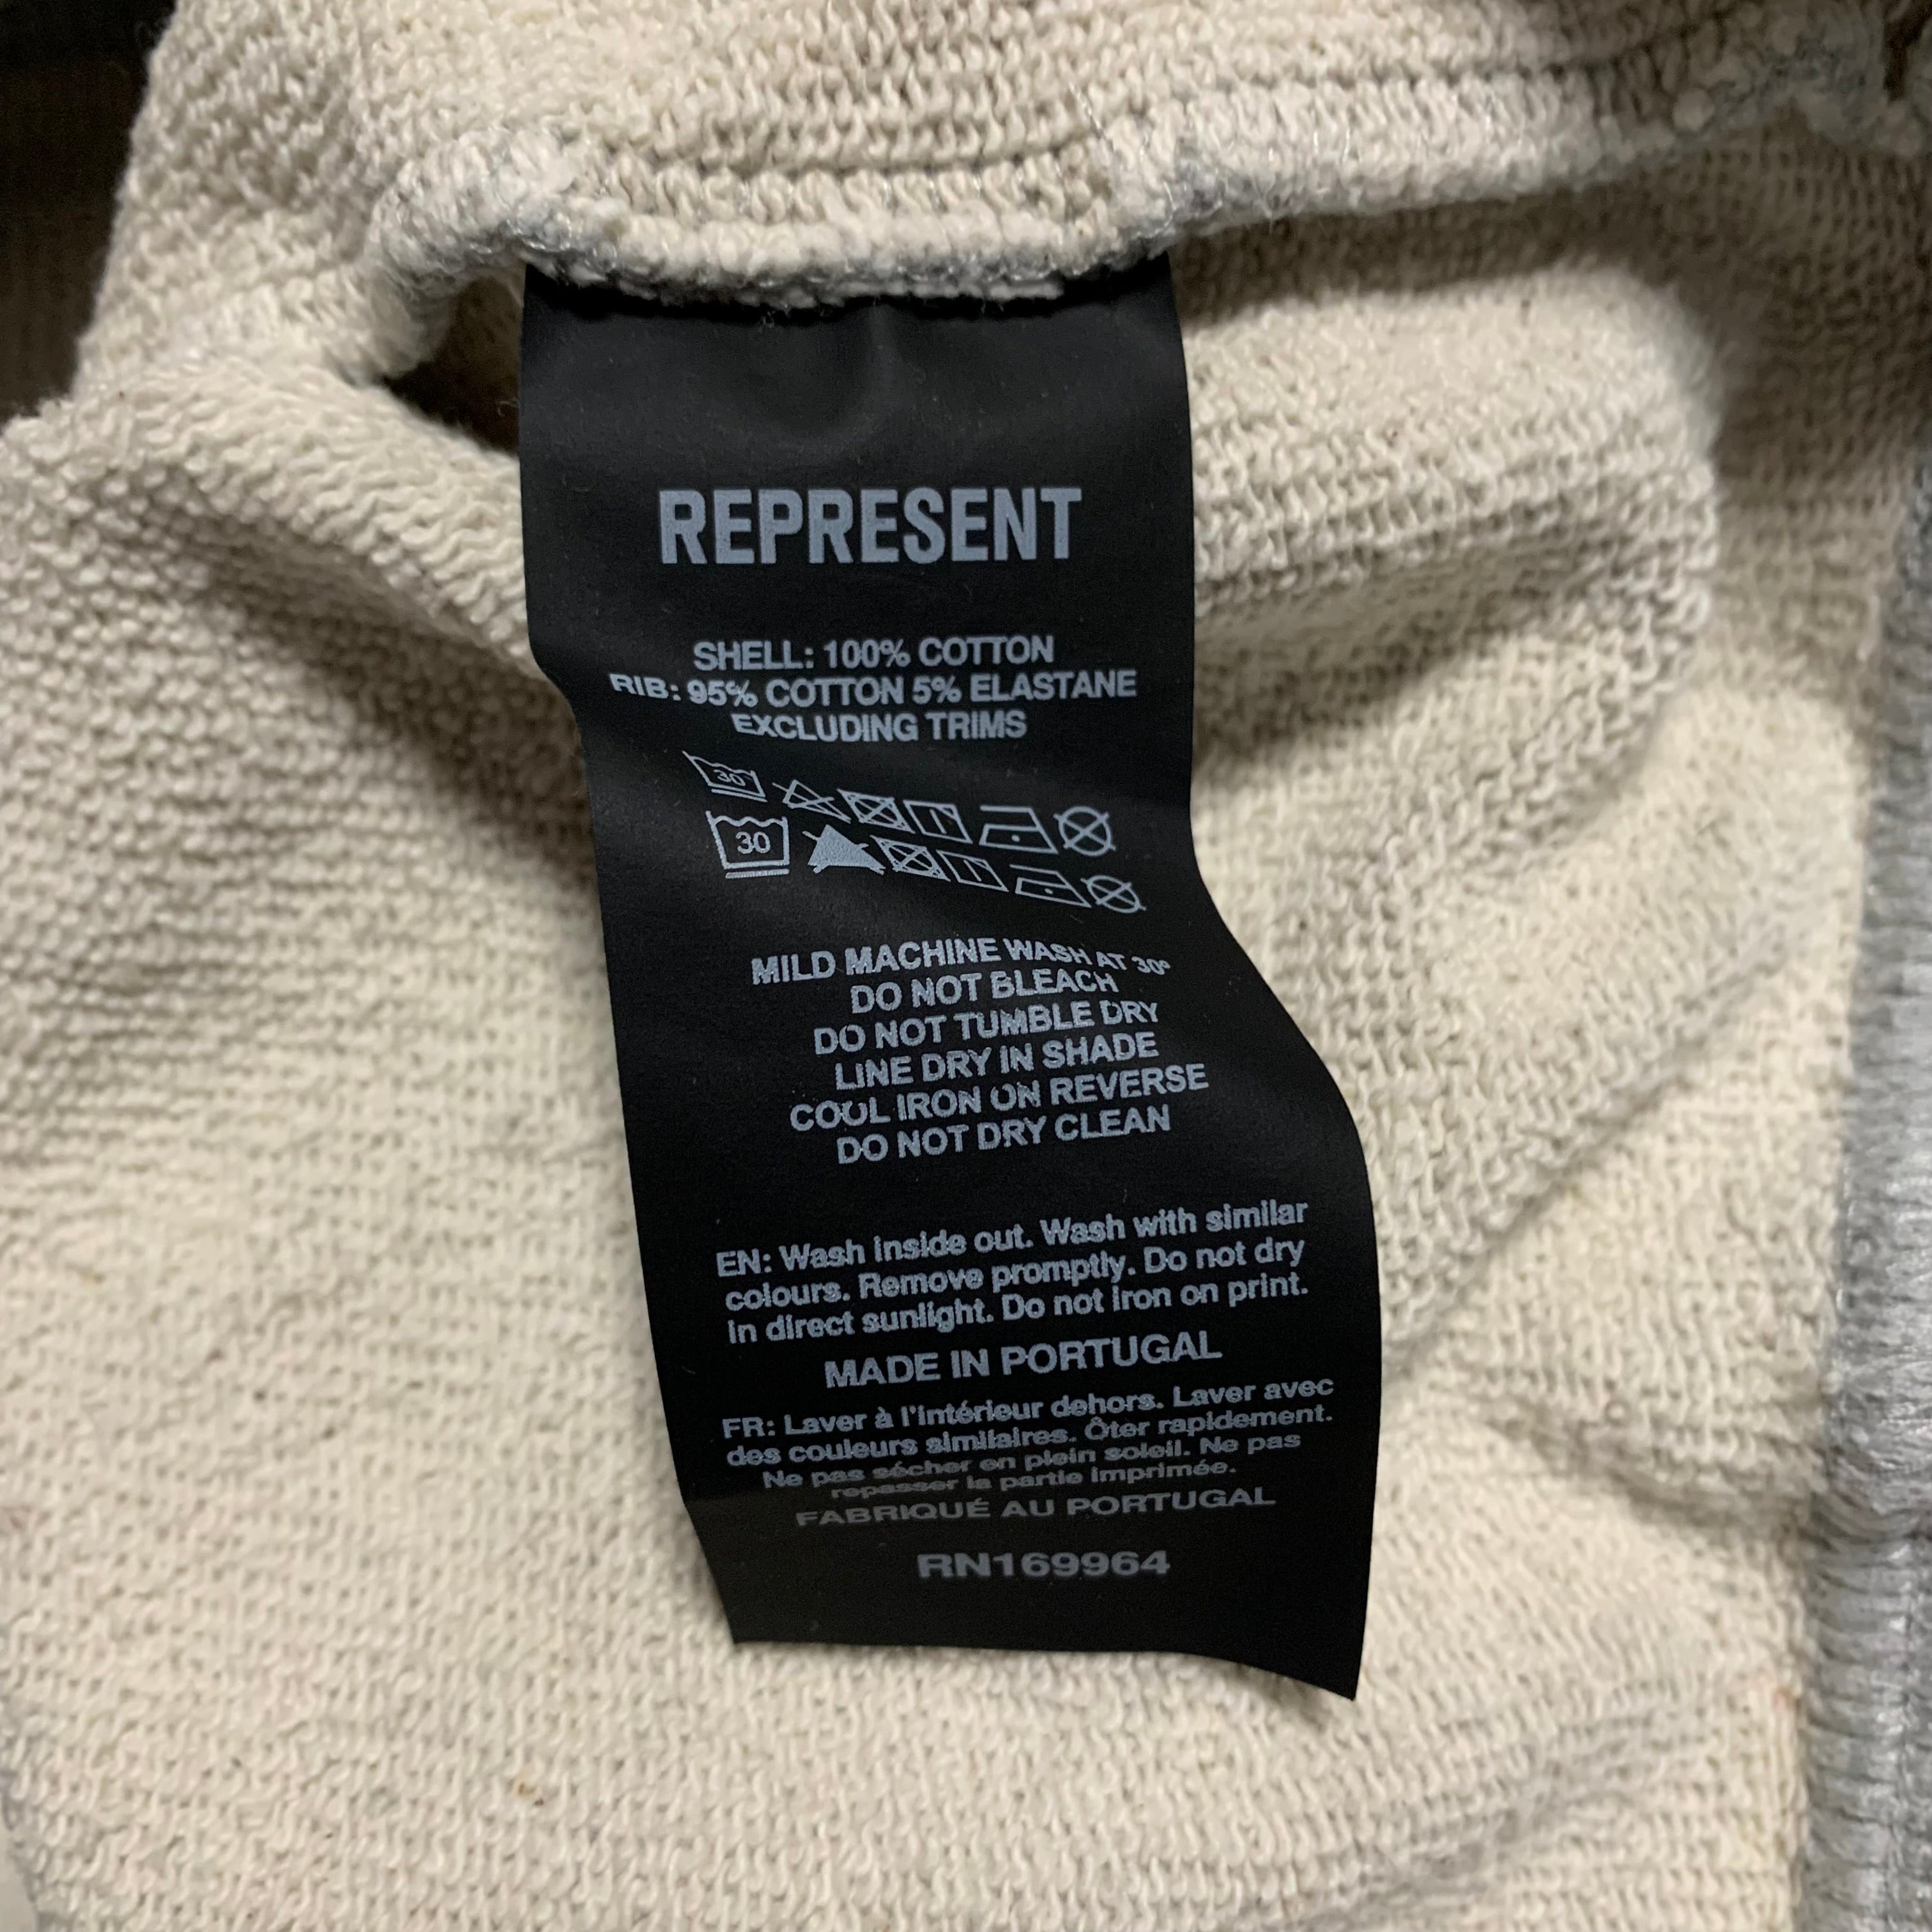 REPRESENT
SHELL: 100% COTTON
RIB: 95% COTTON 5% ELASTANE
EXCLUDING TRIMS
30
30
MILD MACHINE WASH AT 30º
DO NOT BLEACH
DO NOT TUMBLE DRY
LINE DRY IN SHADE
COOL IRON ON REVERSE
DO NOT DRY CLEAN
EN: Wash inside out. Wash with similar
colours. Remove promptly. Do not dry
in direct sunlight. Do not iron on print.
MADE IN PORTUGAL
FR: Laver à l'intérieur dehors. Laver avec
des couleurs similaires. Ôter rapidement.
Ne pas sécher en plein soleil. Ne pas
repasser la partie imprimée.
FABRIQUÉ AU PORTUGAL
RN169964